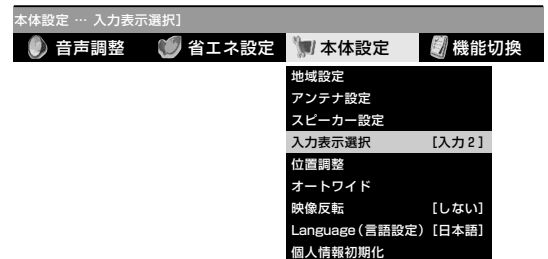 本体設定 … 入力表示選択]
音声調整 省エネ設定 本体設定 機能切換
地域設定
アンテナ設定
スピーカー設定
入力表示選択 [入力2]
位置調整
オートワイド
映像反転 [しない]
Language(言語設定) [日本語]
個人情報初期化